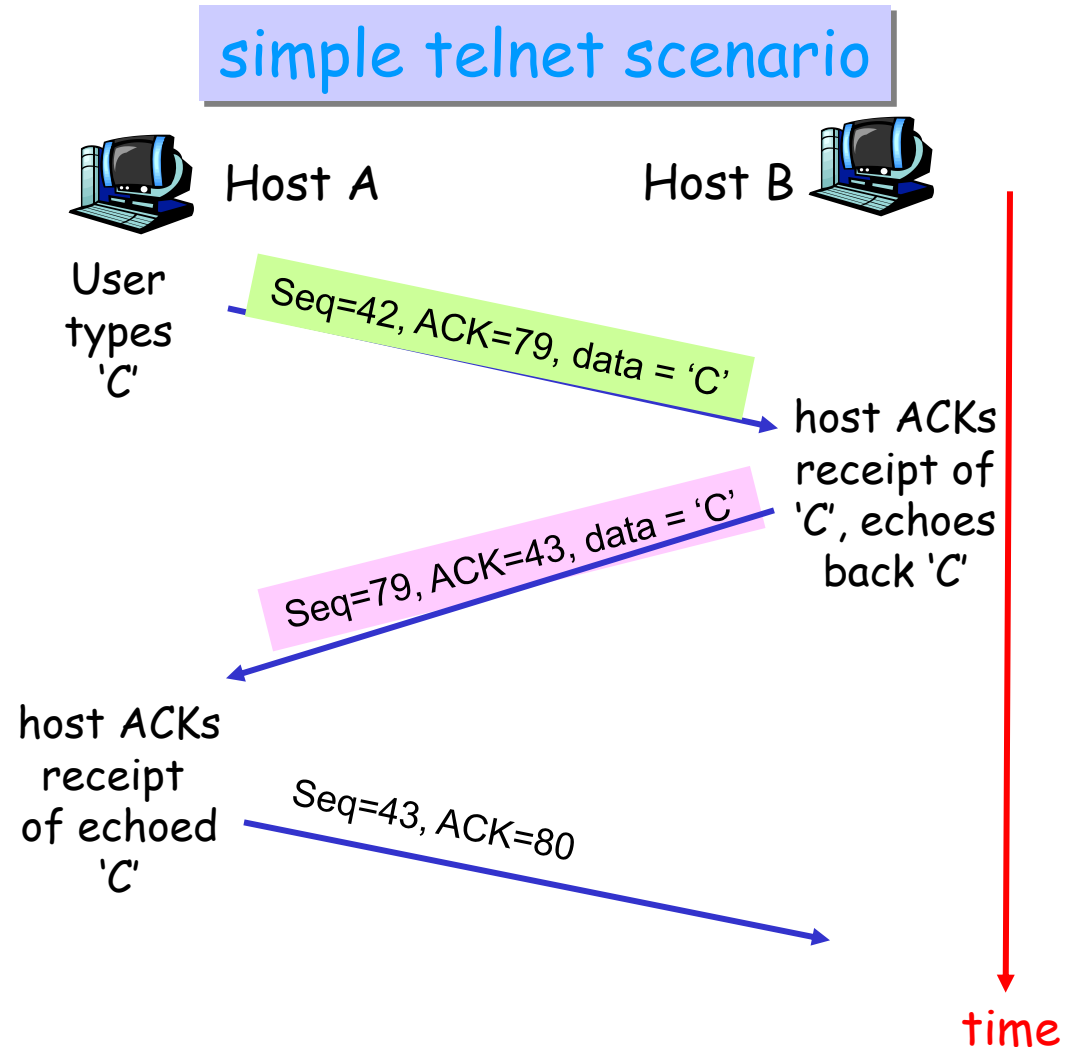 simple telnet scenario
Host A
Host B
User
types
‘C’
Seq=42, ACK=79, data = ‘C’
host ACKs
receipt of
‘C’, echoes
back ‘C’
Seq=79, ACK=43, data = ‘C’
host ACKs
receipt
of echoed
‘C’
Seq=43, ACK=80
time